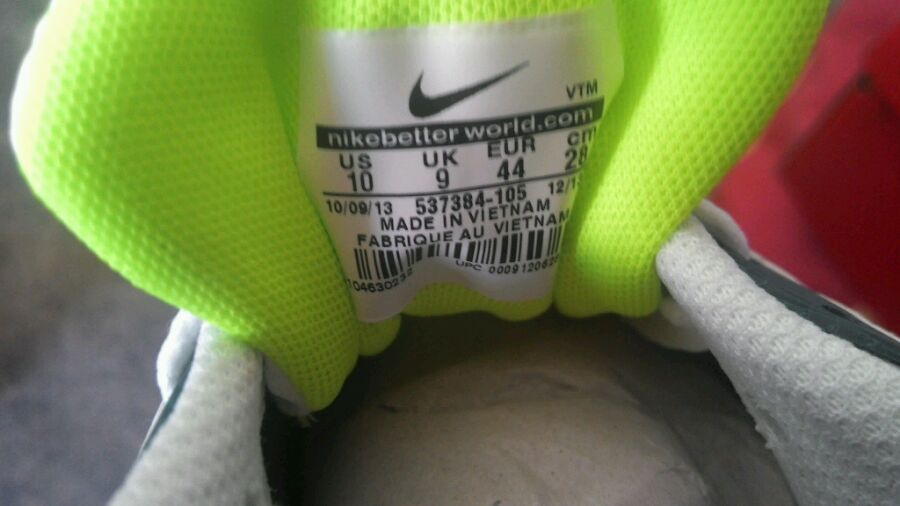 VTM
nikebetterworld.com
US UK EUR cm
10 9 44 28
10/09/13 537384-105
MADE IN VIETNAM
FABRIQUE AU VIETNAM
UPC